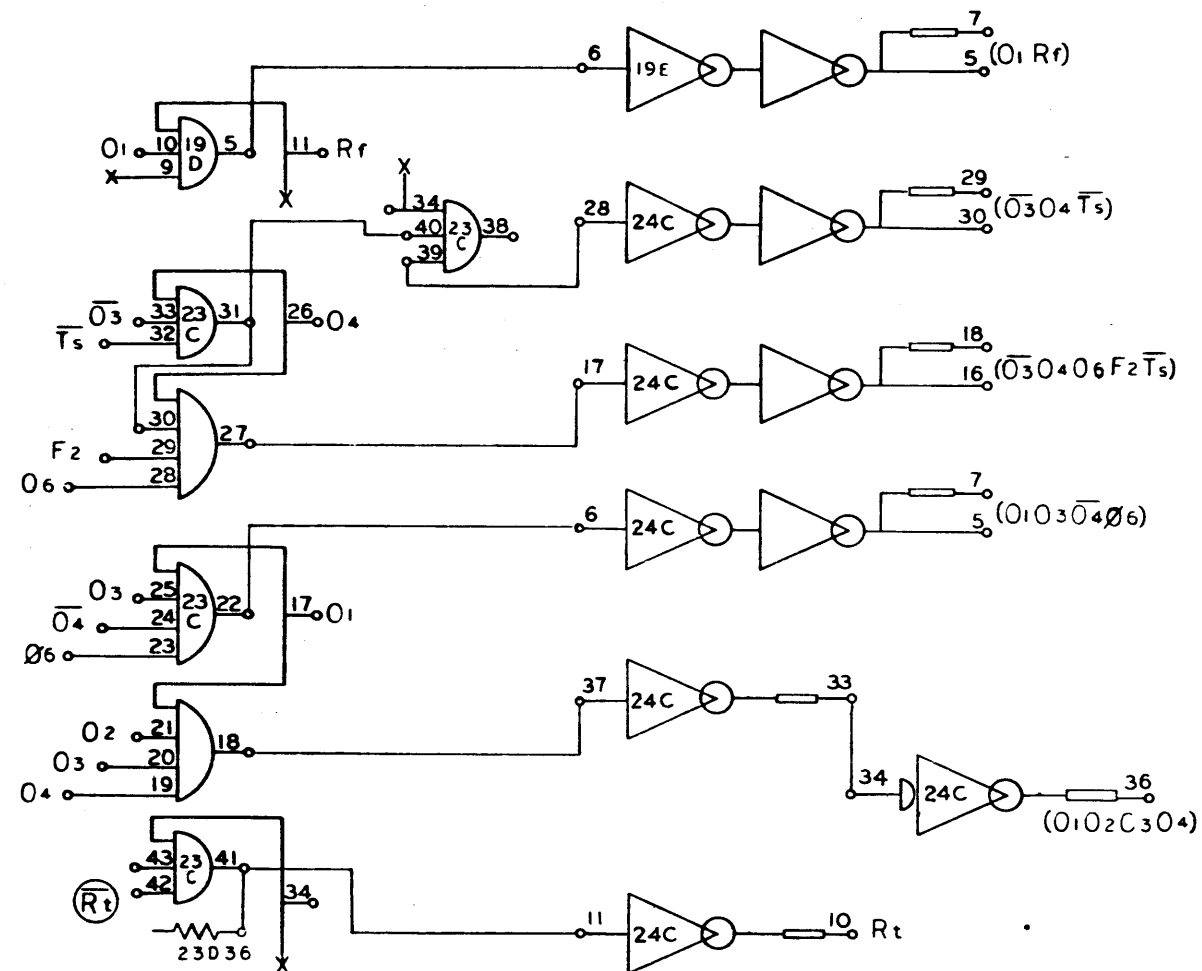 7
6
19E
5 (O1 Rf)
O1 10 19 D 5 11 Rf
9
X
X
X
34
40 23 C 38
39
28 24C
29
30 (O̅3̅ O4 T̅s̅)
O̅3̅ 33 23 C 31 26 O4
T̅s̅ 32
17 24C
18
16 (O̅3̅ O4 O6 F2 T̅s̅)
30
F2 29 27
O6 28
6 24C
7
5 (O1 O3 O̅4̅ Ø6)
O3 25 23 C 22 17 O1
O̅4̅ 24
Ø6 23
37 24C 33
O2 21
O3 20 18
O4 19
34 24C 36
(O1 O2 C3 O4)
43 23 C 41
R̅t̅ 42 34
23D36
X
11 24C 10 Rt